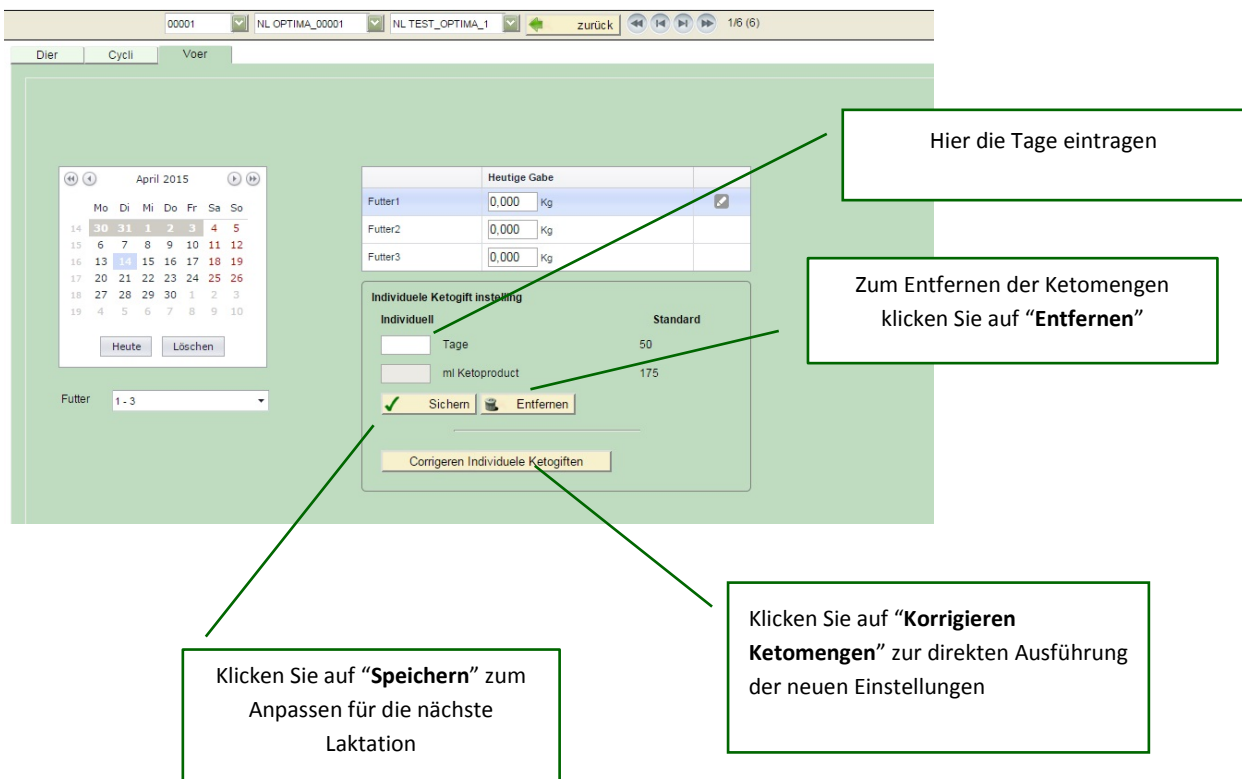 00001 NL OPTIMA_00001 NL TEST_OPTIMA_1 zurück 1/6 (6)
Dier Cycli Voer
Hier die Tage eintragen
April 2015
Mo Di Mi Do Fr Sa So
14 30 31 1 2 3 4 5
15 6 7 8 9 10 11 12
16 13 14 15 16 17 18 19
17 20 21 22 23 24 25 26
18 27 28 29 30 1 2 3
19 4 5 6 7 8 9 10
Heute Löschen
Futter 1 - 3
Heutige Gabe
Futter1 0,000 Kg
Futter2 0,000 Kg
Futter3 0,000 Kg
Individuele Ketogift instelling
Individuell Standard
Tage 50
ml Ketoproduct 175
Sichern Entfernen
Corrigeren Individuele Ketogiften
Zum Entfernen der Ketomengen
klicken Sie auf “Entfernen”
Klicken Sie auf “Speichern” zum
Anpassen für die nächste
Laktation
Klicken Sie auf “Korrigieren
Ketomengen” zur direkten Ausführung
der neuen Einstellungen